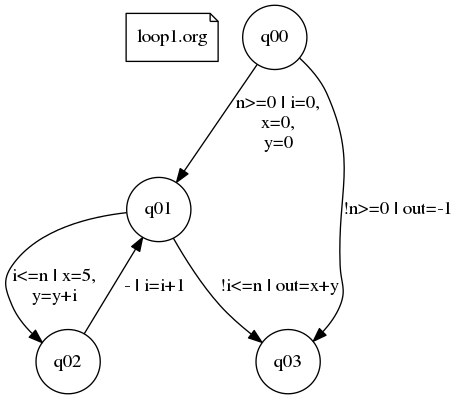 loop1.org
q00
n>=0 | i=0,
x=0,
y=0
q01
!n>=0 | out=-1
i<=n | x=5,
y=y+i
- | i=i+1
!i<=n | out=x+y
q02
q03